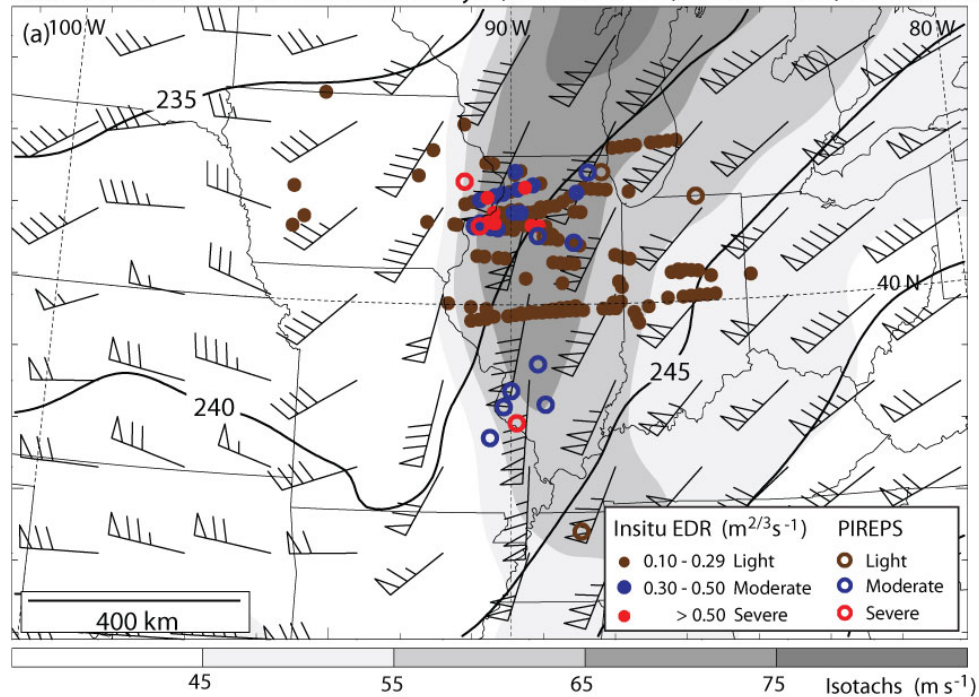 (a)
100 W
90 W
80 W
235
40 N
245
240
Insitu EDR (m2/3s-1) PIREPS
0.10 - 0.29 Light Light
0.30 - 0.50 Moderate Moderate
> 0.50 Severe Severe
400 km
45 55 65 75 Isotachs (m s-1)